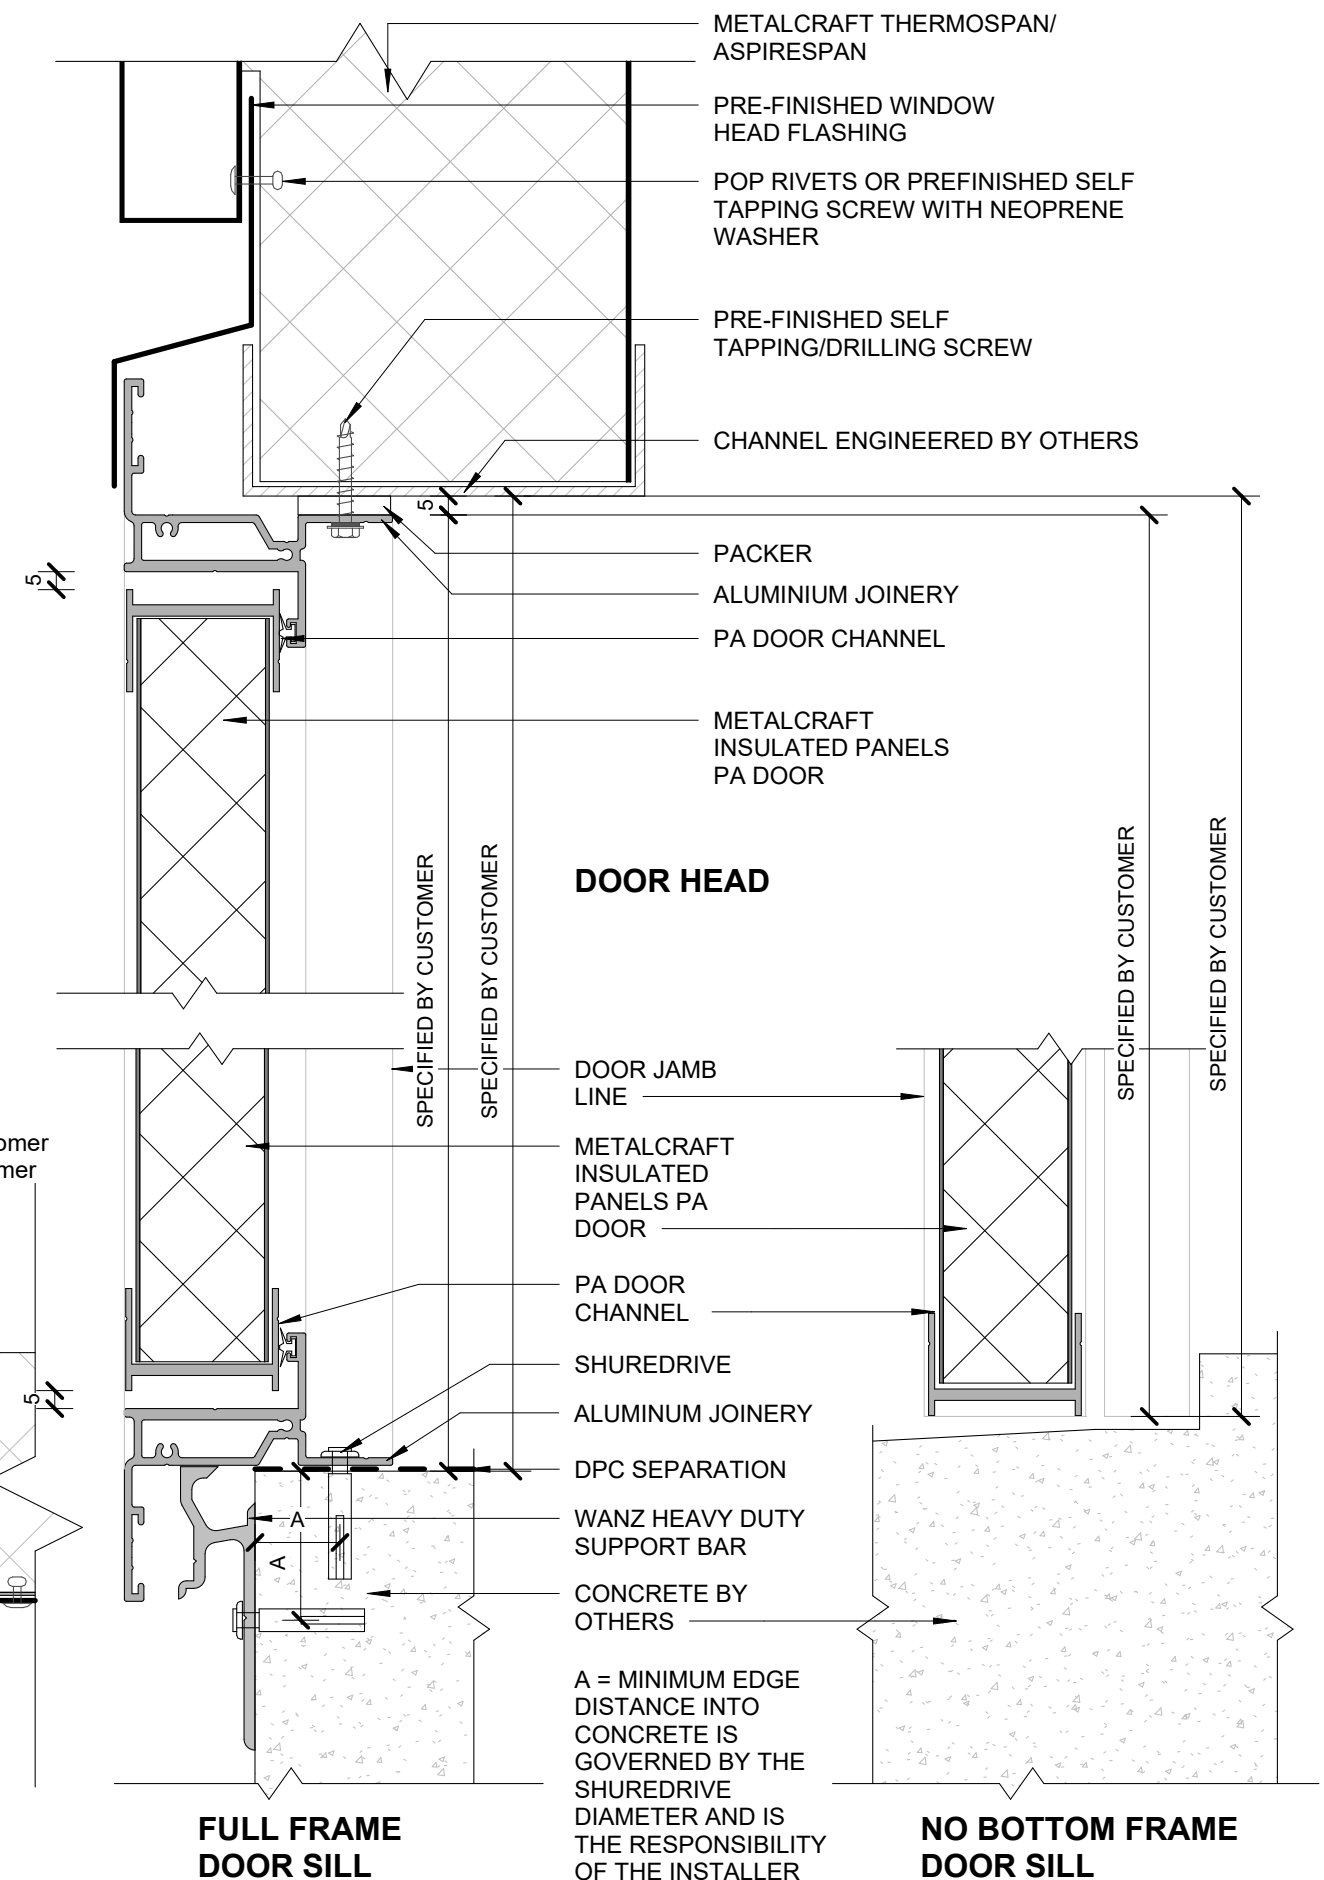 METALCRAFT THERMOSPAN/
ASPIRESPAN
PRE-FINISHED WINDOW
HEAD FLASHING
POP RIVETS OR PREFINISHED SELF
TAPPING SCREW WITH NEOPRENE
WASHER
PRE-FINISHED SELF
TAPPING/DRILLING SCREW
CHANNEL ENGINEERED BY OTHERS
5
PACKER
5
ALUMINIUM JOINERY
PA DOOR CHANNEL
METALCRAFT
INSULATED PANELS
PA DOOR
DOOR HEAD
SPECIFIED BY CUSTOMER
SPECIFIED BY CUSTOMER
SPECIFIED BY CUSTOMER
SPECIFIED BY CUSTOMER
DOOR JAMB
LINE
omer
mer
METALCRAFT
INSULATED
PANELS PA
DOOR
PA DOOR
CHANNEL
SHUREDRIVE
5
ALUMINUM JOINERY
DPC SEPARATION
A
A
WANZ HEAVY DUTY
SUPPORT BAR
CONCRETE BY
OTHERS
A = MINIMUM EDGE
DISTANCE INTO
CONCRETE IS
GOVERNED BY THE
SHUREDRIVE
DIAMETER AND IS
THE RESPONSIBILITY
OF THE INSTALLER
FULL FRAME
DOOR SILL
NO BOTTOM FRAME
DOOR SILL